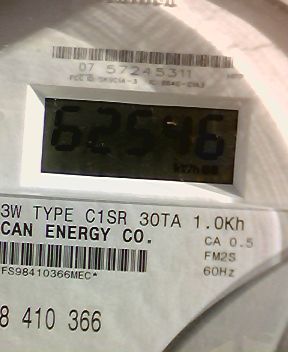 07 57245311
62546
kWh
3W TYPE C1SR 30TA 1.0Kh
CAN ENERGY CO.
CA 0.5
FM2S
60Hz
FS98410366MEC*
8 410 366